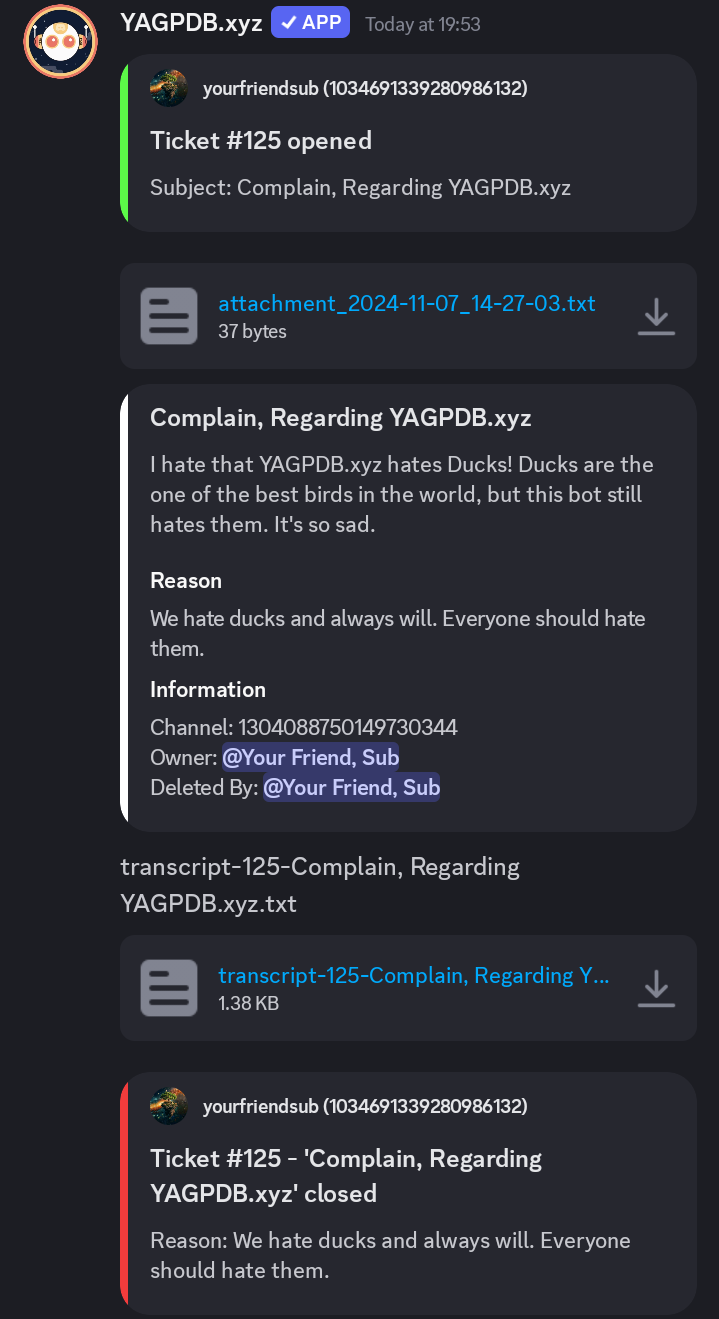 YAGPDB.xyz ✓ APP Today at 19:53
yourfriendsub (1034691339280986132)
Ticket #125 opened
Subject: Complain, Regarding YAGPDB.xyz
attachment_2024-11-07_14-27-03.txt
37 bytes
Complain, Regarding YAGPDB.xyz
I hate that YAGPDB.xyz hates Ducks! Ducks are the
one of the best birds in the world, but this bot still
hates them. It's so sad.
Reason
We hate ducks and always will. Everyone should hate
them.
Information
Channel: 1304088750149730344
Owner: @Your Friend, Sub
Deleted By: @Your Friend, Sub
transcript-125-Complain, Regarding
YAGPDB.xyz.txt
transcript-125-Complain, Regarding Y...
1.38 KB
yourfriendsub (1034691339280986132)
Ticket #125 - 'Complain, Regarding
YAGPDB.xyz' closed
Reason: We hate ducks and always will. Everyone
should hate them.